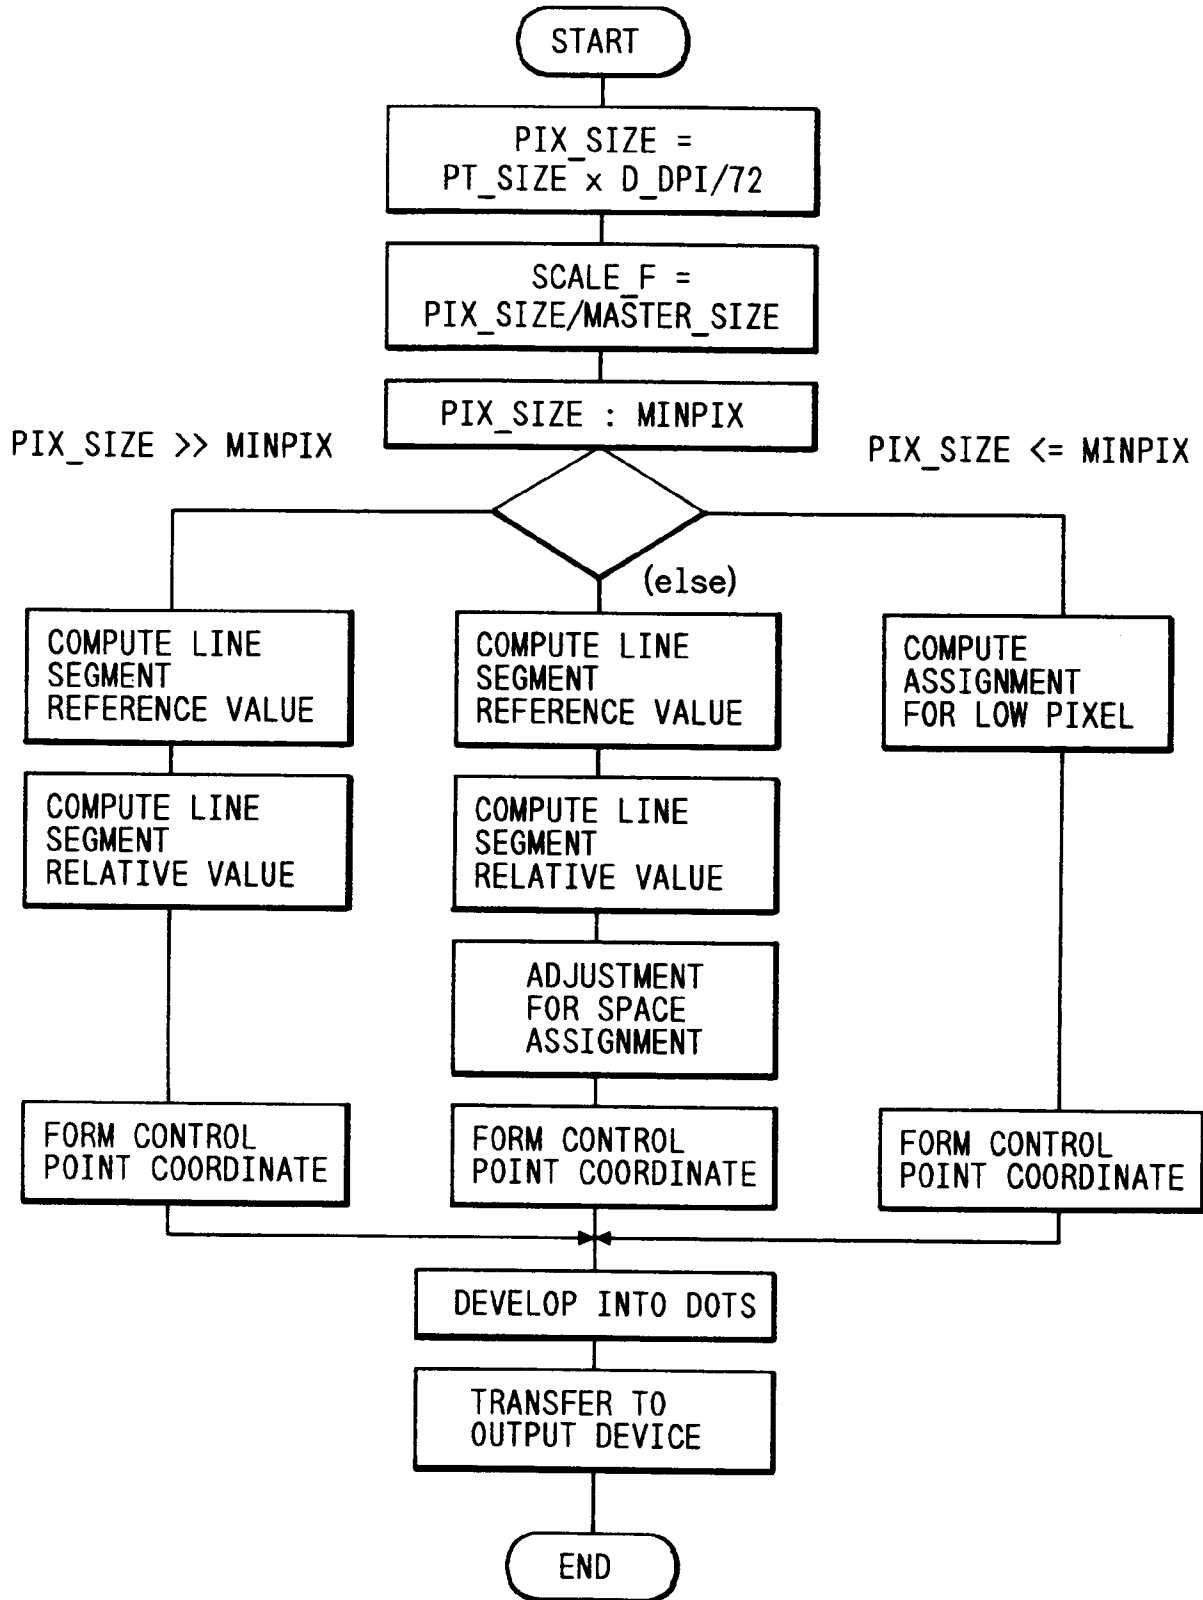 START
PIX_SIZE =
PT_SIZE x D_DPI/72
SCALE_F =
PIX_SIZE/MASTER_SIZE
PIX_SIZE : MINPIX
PIX_SIZE >> MINPIX
PIX_SIZE <= MINPIX
(else)
COMPUTE LINE
SEGMENT
REFERENCE VALUE
COMPUTE LINE
SEGMENT
RELATIVE VALUE
FORM CONTROL
POINT COORDINATE
COMPUTE LINE
SEGMENT
REFERENCE VALUE
COMPUTE LINE
SEGMENT
RELATIVE VALUE
ADJUSTMENT
FOR SPACE
ASSIGNMENT
FORM CONTROL
POINT COORDINATE
COMPUTE
ASSIGNMENT
FOR LOW PIXEL
FORM CONTROL
POINT COORDINATE
DEVELOP INTO DOTS
TRANSFER TO
OUTPUT DEVICE
END